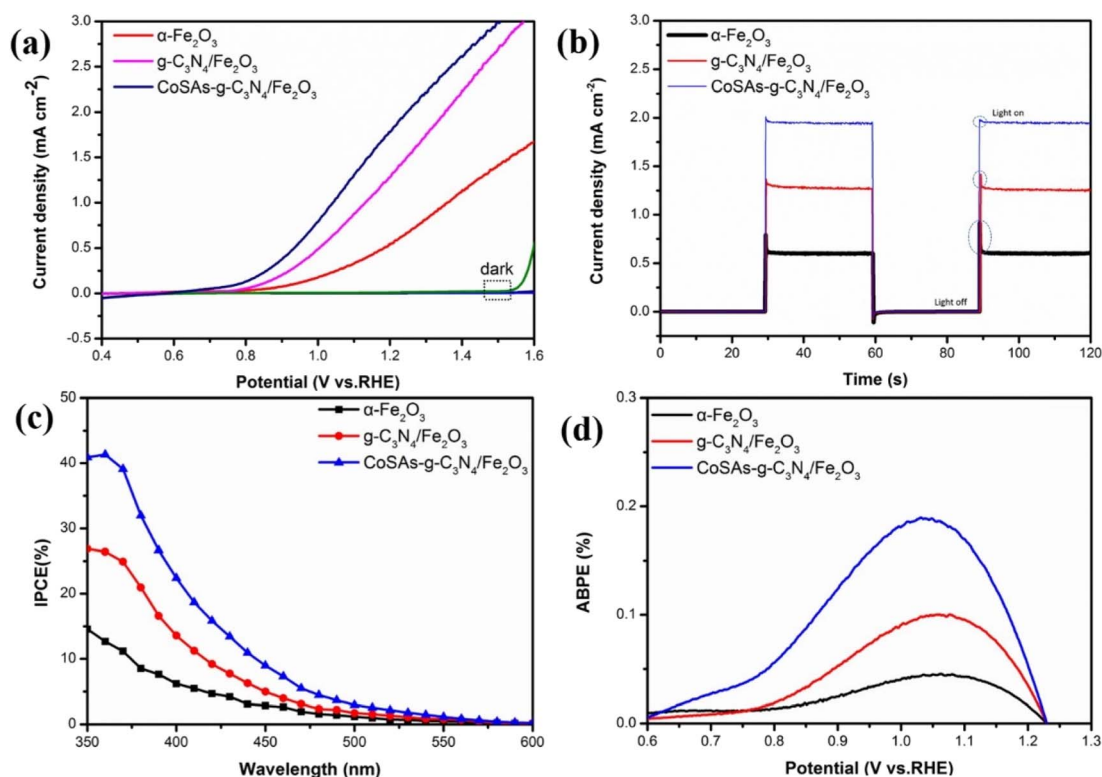 (a)
α-Fe₂O₃
g-C₃N₄/Fe₂O₃
CoSAs-g-C₃N₄/Fe₂O₃
dark
Current density (mA cm⁻²)
3.0
2.5
2.0
1.5
1.0
0.5
0.0
-0.5
0.4 0.6 0.8 1.0 1.2 1.4 1.6
Potential (V vs.RHE)
(b)
α-Fe₂O₃
g-C₃N₄/Fe₂O₃
CoSAs-g-C₃N₄/Fe₂O₃
Light on
Light off
Current density (mA cm⁻²)
3.0
2.5
2.0
1.5
1.0
0.5
0.0
0 20 40 60 80 100 120
Time (s)
(c)
α-Fe₂O₃
g-C₃N₄/Fe₂O₃
CoSAs-g-C₃N₄/Fe₂O₃
IPCE(%)
50
40
30
20
10
0
350 400 450 500 550 600
Wavelength (nm)
(d)
α-Fe₂O₃
g-C₃N₄/Fe₂O₃
CoSAs-g-C₃N₄/Fe₂O₃
ABPE (%)
0.3
0.2
0.1
0.0
0.6 0.7 0.8 0.9 1.0 1.1 1.2 1.3
Potential (V vs.RHE)